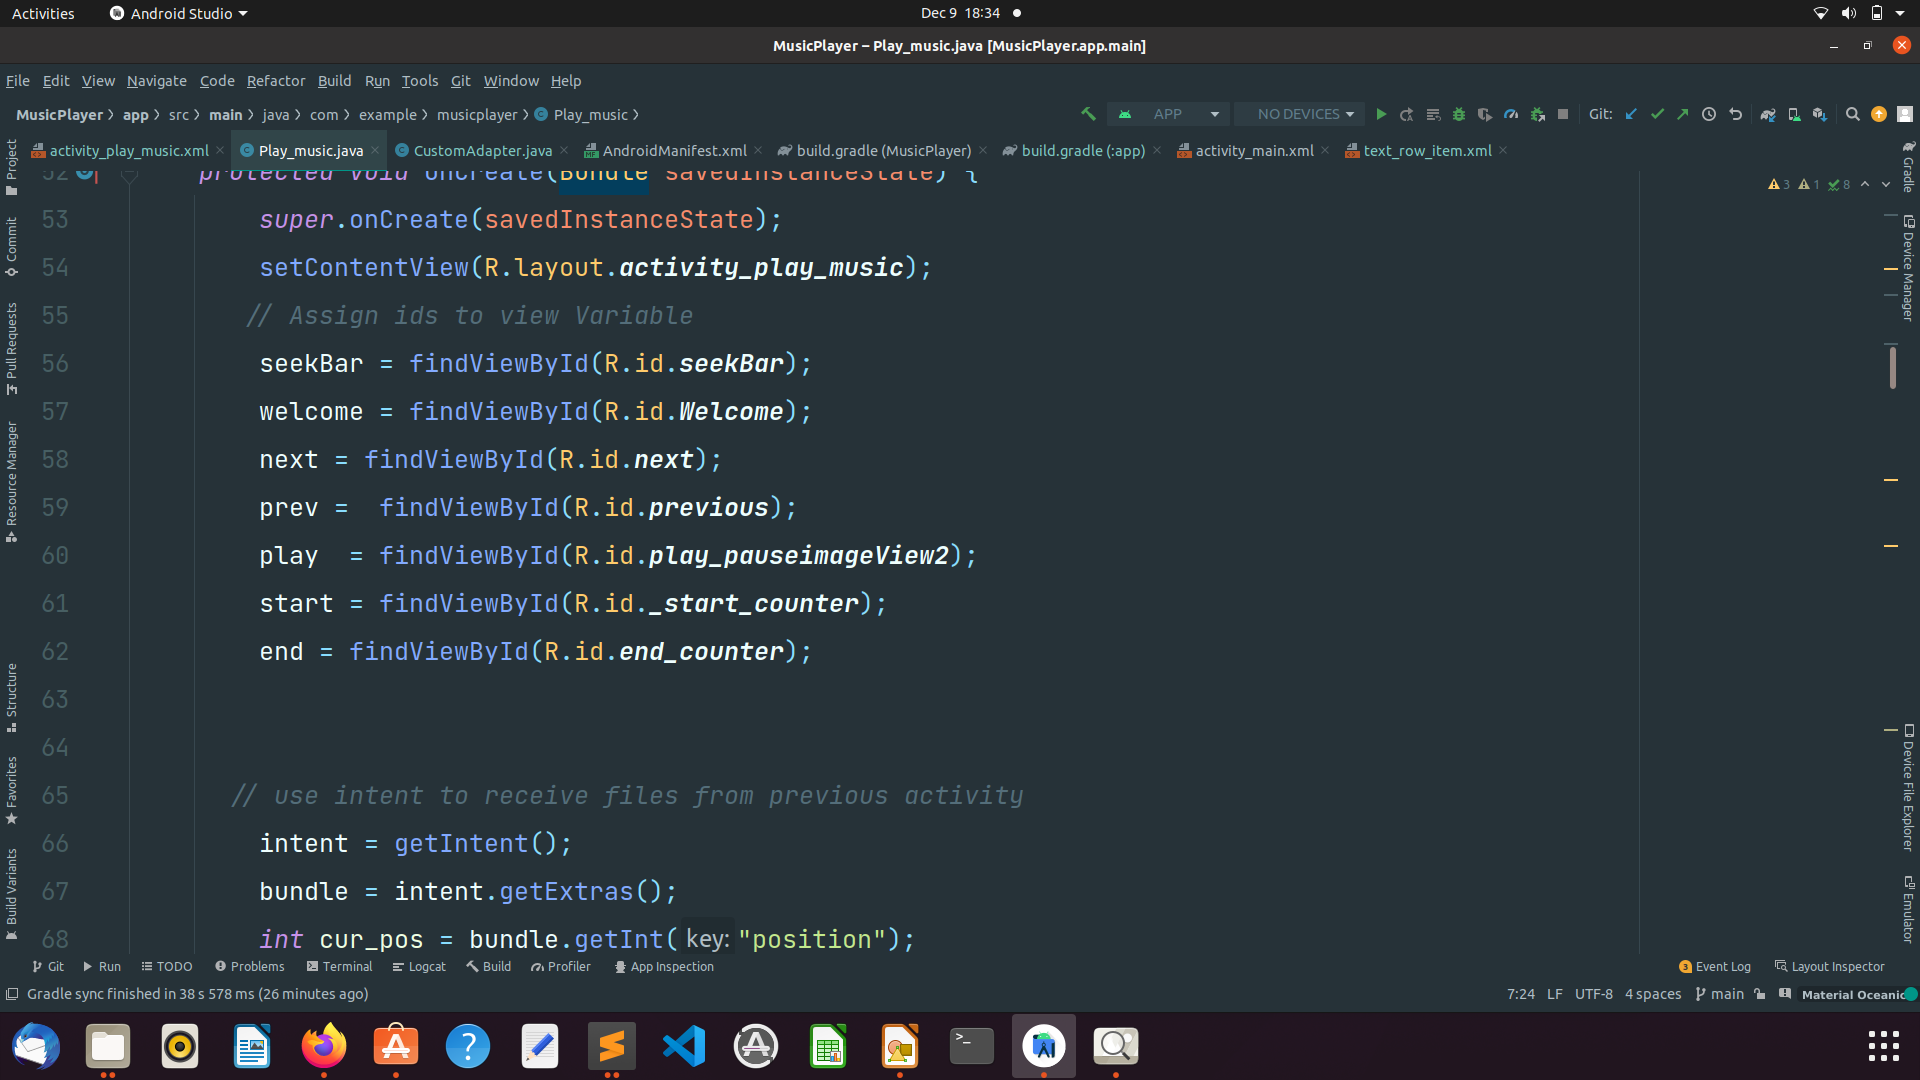 Activities Android Studio Dec 9 18:34
MusicPlayer – Play_music.java [MusicPlayer.app.main]
File Edit View Navigate Code Refactor Build Run Tools Git Window Help
MusicPlayer app src main java com example musicplayer Play_music APP NO DEVICES Git:
activity_play_music.xml Play_music.java CustomAdapter.java AndroidManifest.xml build.gradle (MusicPlayer) build.gradle (:app) activity_main.xml text_row_item.xml
52 protected void onCreate(Bundle savedInstanceState) {
3 1 8
53 super.onCreate(savedInstanceState);
54 setContentView(R.layout.activity_play_music);
55 // Assign ids to view Variable
56 seekBar = findViewById(R.id.seekBar);
57 welcome = findViewById(R.id.Welcome);
58 next = findViewById(R.id.next);
59 prev =  findViewById(R.id.previous);
60 play  = findViewById(R.id.play_pauseimageView2);
61 start = findViewById(R.id._start_counter);
62 end = findViewById(R.id.end_counter);
63
64
65 // use intent to receive files from previous activity
66 intent = getIntent();
67 bundle = intent.getExtras();
68 int cur_pos = bundle.getInt( key: "position");
Project
Commit
Pull Requests
Resource Manager
Structure
Favorites
Build Variants
Gradle
Device Manager
Device File Explorer
Emulator
Git Run TODO Problems Terminal Logcat Build Profiler App Inspection 3 Event Log Layout Inspector
Gradle sync finished in 38 s 578 ms (26 minutes ago) 7:24 LF UTF-8 4 spaces main Material Oceanic